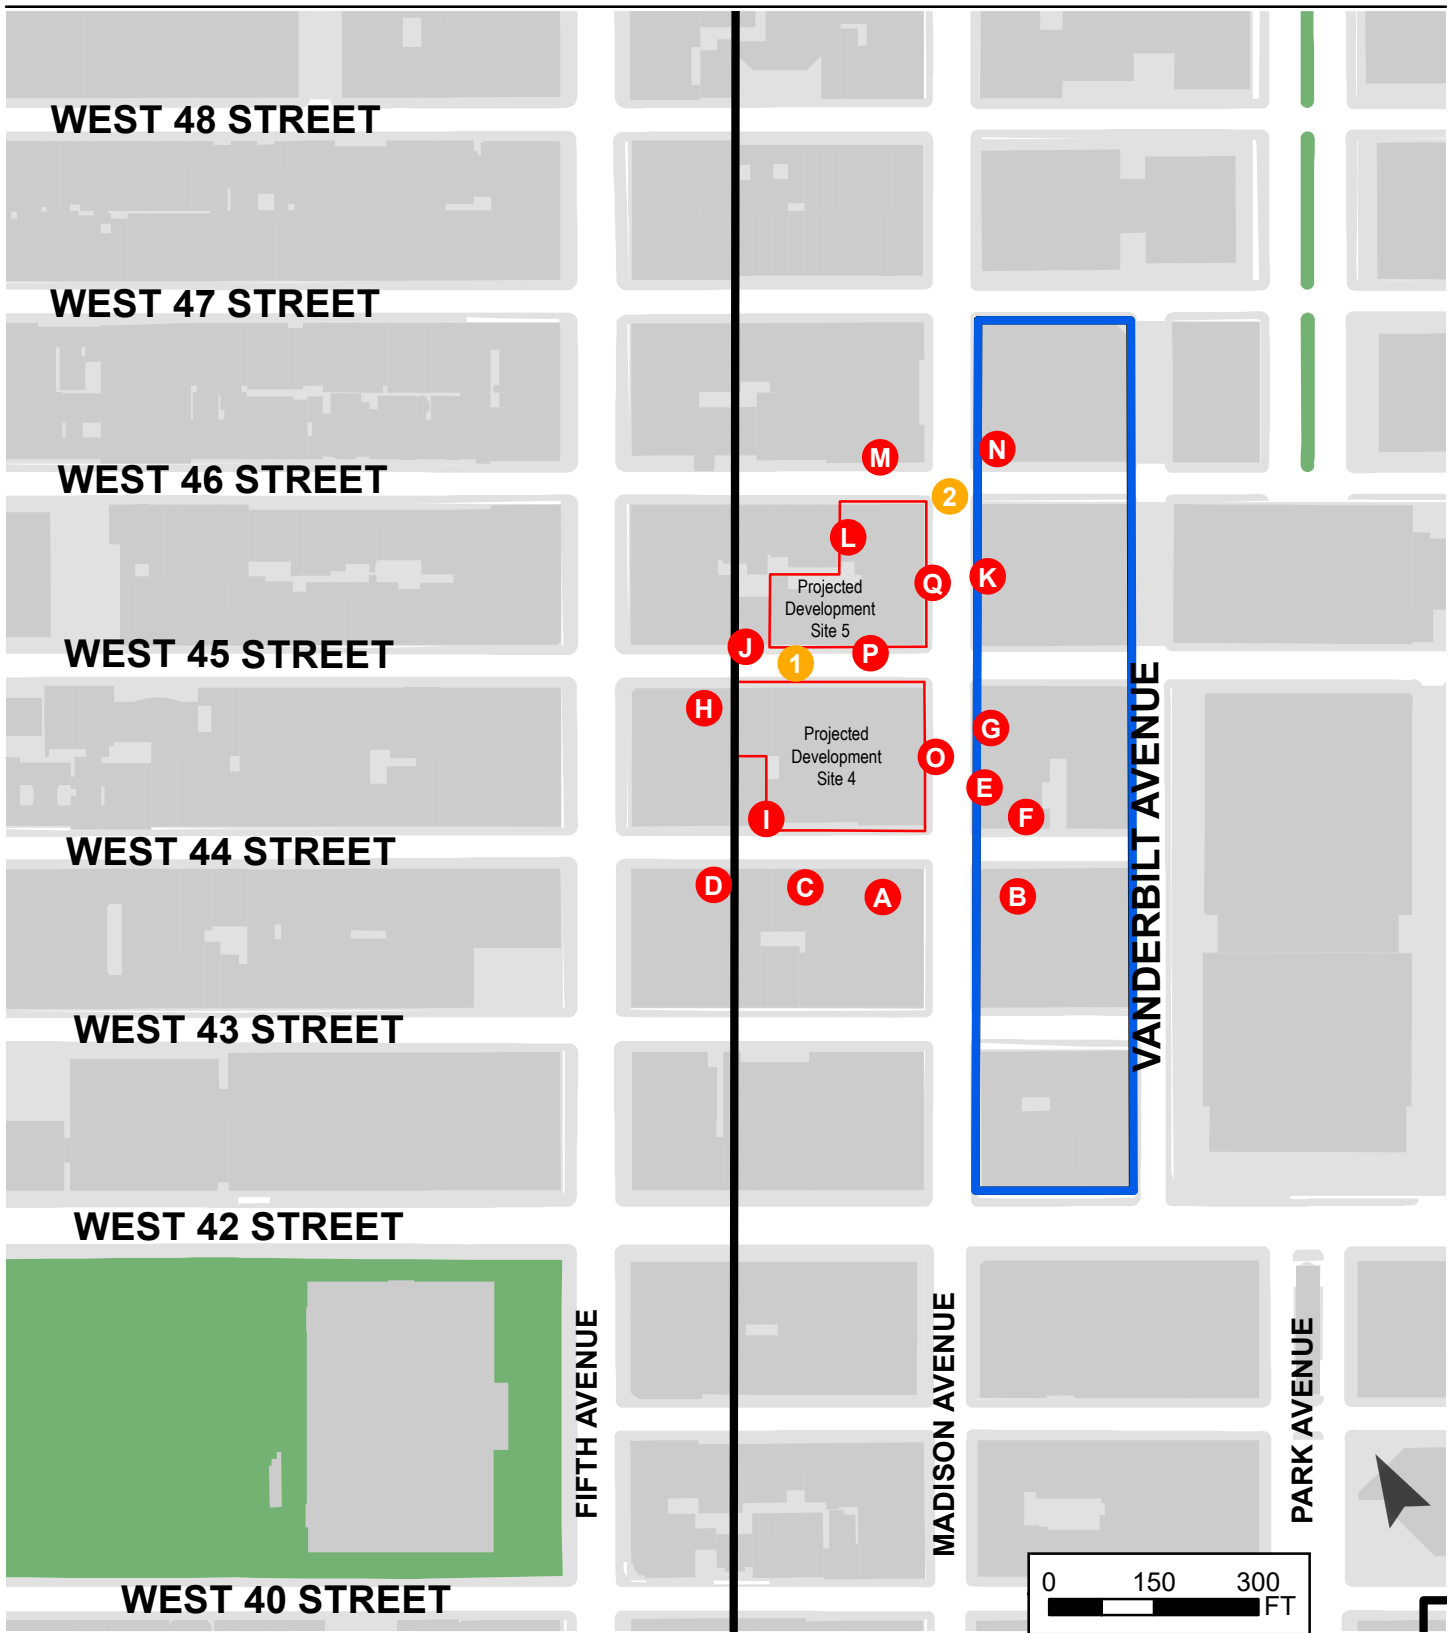 WEST 48 STREET
WEST 47 STREET
M
N
WEST 46 STREET
2
L
Projected
Development
Site 5
Q
K
WEST 45 STREET
J
1
P
H
Projected
Development
Site 4
G
O
E
I
F
VANDERBILT AVENUE
WEST 44 STREET
D
C
A
B
WEST 43 STREET
WEST 42 STREET
FIFTH AVENUE
MADISON AVENUE
PARK AVENUE
WEST 40 STREET
0 150 300
FT